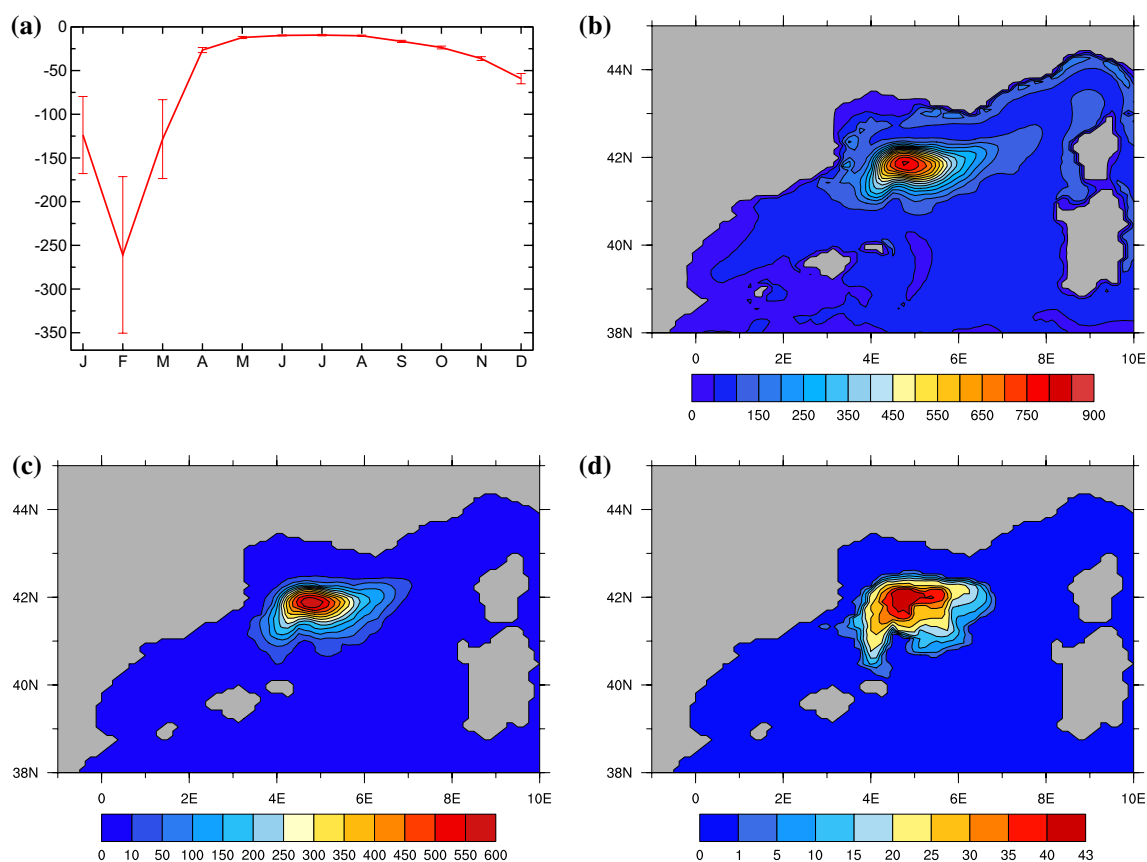 (a)
0
-50
-100
-150
-200
-250
-300
-350
J F M A M J J A S O N D
(b)
44N
42N
40N
38N
0 2E 4E 6E 8E 10E
0 150 250 350 450 550 650 750 900
(c)
44N
42N
40N
38N
0 2E 4E 6E 8E 10E
0 10 50 100 150 200 250 300 350 400 450 500 550 600
(d)
44N
42N
40N
38N
0 2E 4E 6E 8E 10E
0 1 5 10 15 20 25 30 35 40 43